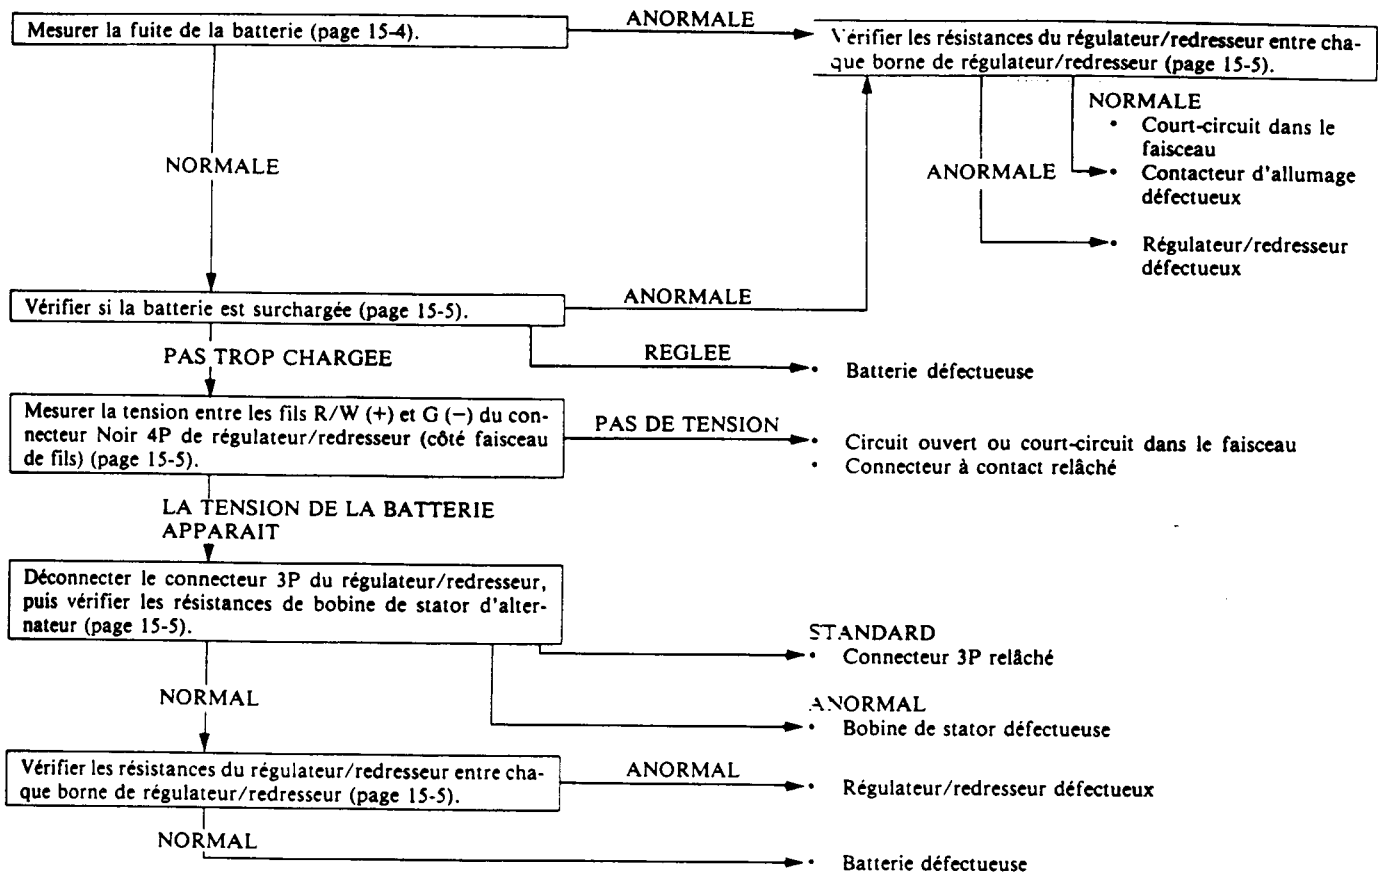 Mesurer la fuite de la batterie (page 15-4).
ANORMALE
Vérifier les résistances du régulateur/redresseur entre cha-
que borne de régulateur/redresseur (page 15-5).
NORMALE
• Court-circuit dans le
faisceau
• Contacteur d'allumage
défectueux
ANORMALE
• Régulateur/redresseur
défectueux
NORMALE
Vérifier si la batterie est surchargée (page 15-5).
ANORMALE
REGLEE
• Batterie défectueuse
PAS TROP CHARGEE
Mesurer la tension entre les fils R/W (+) et G (−) du con-
necteur Noir 4P de régulateur/redresseur (côté faisceau
de fils) (page 15-5).
PAS DE TENSION
• Circuit ouvert ou court-circuit dans le faisceau
• Connecteur à contact relâché
LA TENSION DE LA BATTERIE
APPARAIT
Déconnecter le connecteur 3P du régulateur/redresseur,
puis vérifier les résistances de bobine de stator d'alter-
nateur (page 15-5).
STANDARD
• Connecteur 3P relâché
ANORMAL
• Bobine de stator défectueuse
NORMAL
Vérifier les résistances du régulateur/redresseur entre cha-
que borne de régulateur/redresseur (page 15-5).
ANORMAL
• Régulateur/redresseur défectueux
NORMAL
• Batterie défectueuse